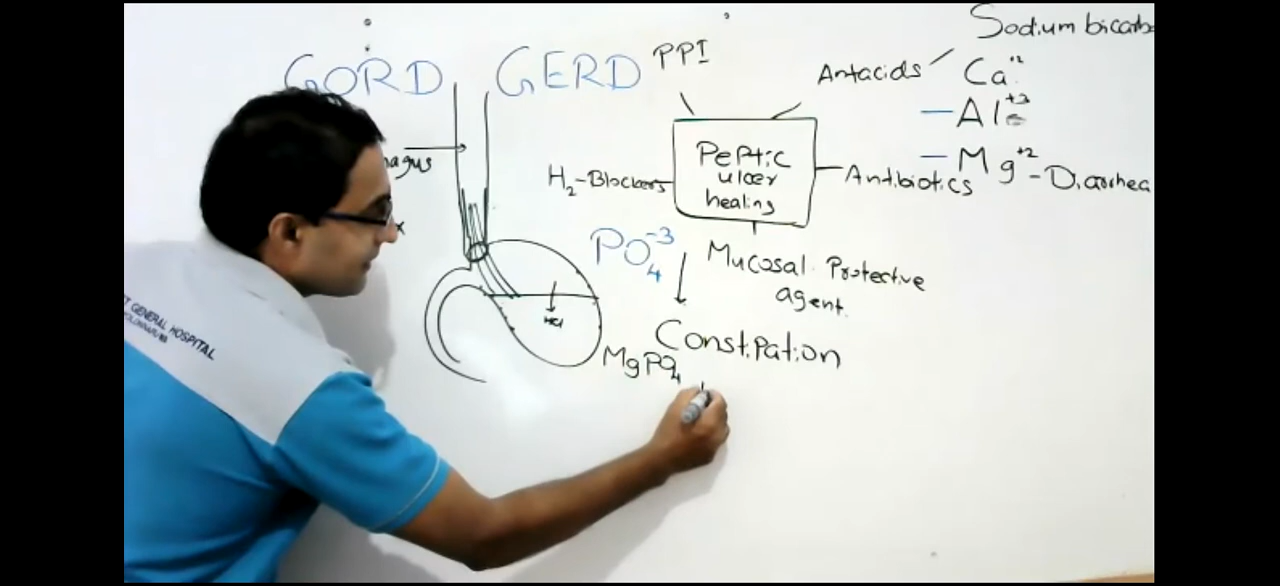 Sodium bicarb
GORD GERD PPI
Antacids
Ca+2
Al+3
Mg+2 - Diarrhea
agus
H2-Blockers
Peptic
ulcer
healing
Antibiotics
PO4-3
Mucosal Protective
agent.
HCl
Constipation
MgPO4
GENERAL HOSPITAL